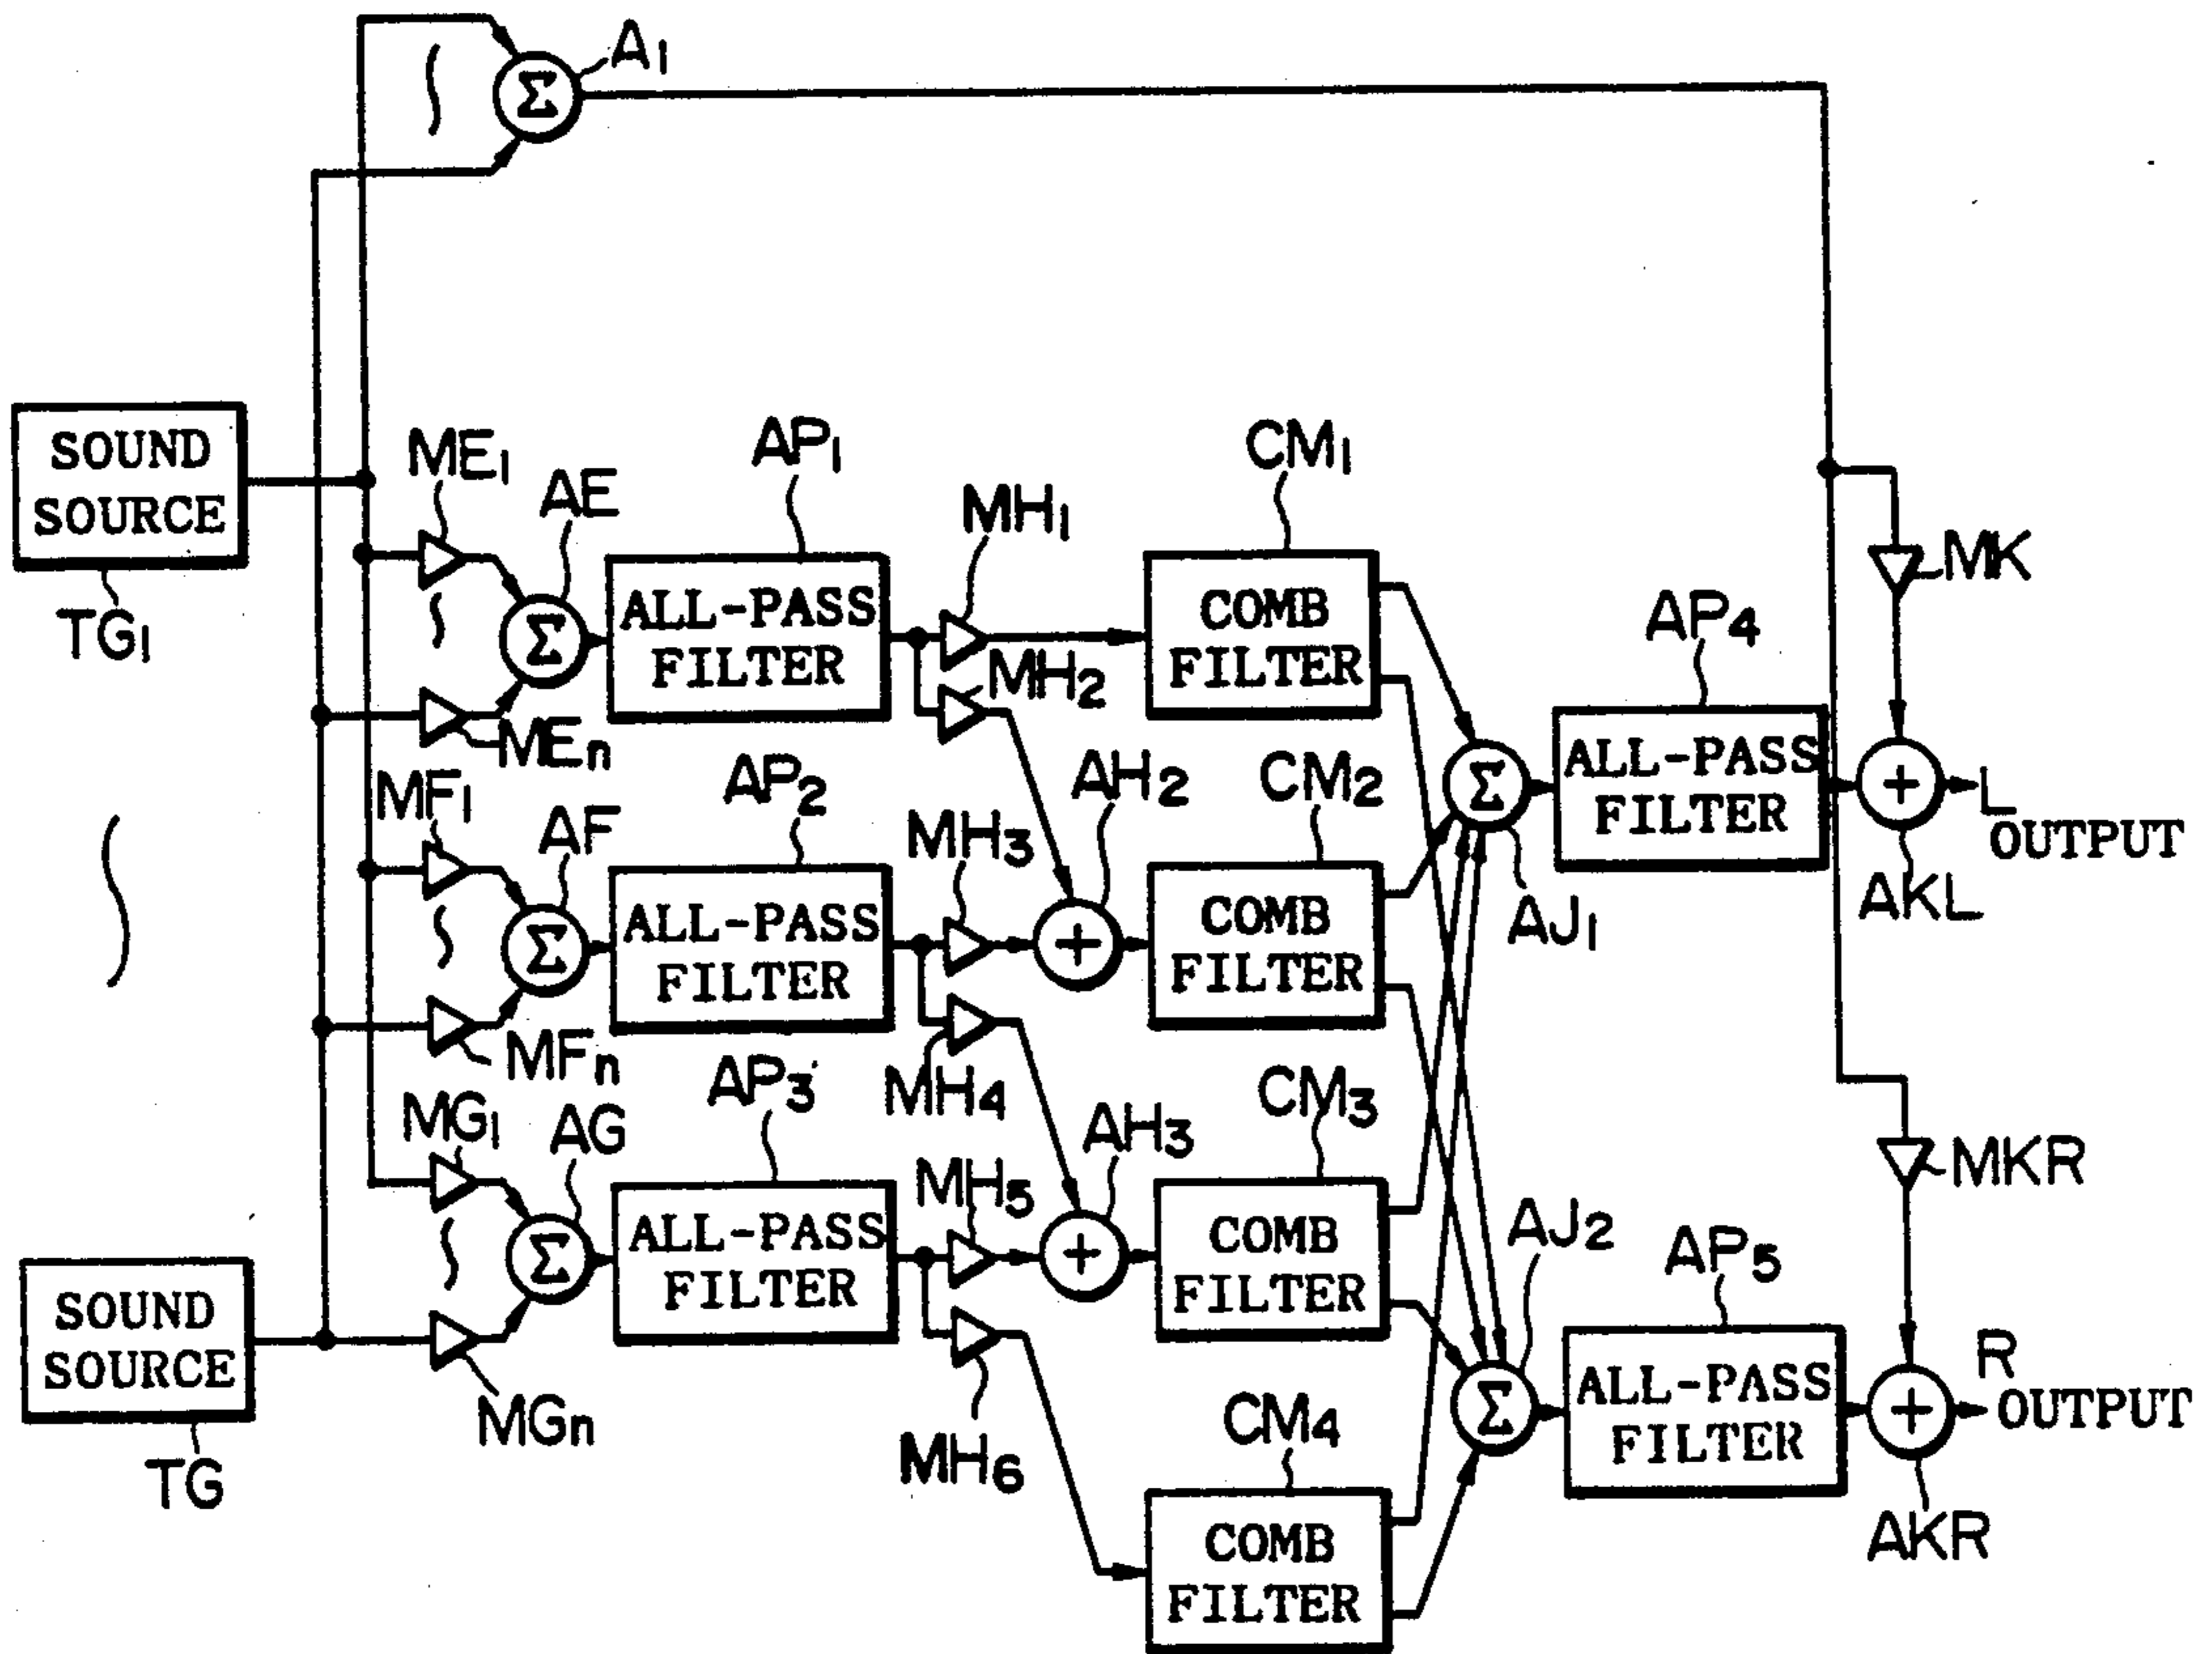 A1
Σ
SOUND
SOURCE
TG1
ME1
AE
Σ
MEn
AP1
ALL-PASS
FILTER
MH1
MH2
CM1
COMB
FILTER
MF1
AF
Σ
MFn
AP2
ALL-PASS
FILTER
MH3
MH4
AH2
+
CM2
COMB
FILTER
Σ
AJ1
AP4
ALL-PASS
FILTER
MK
+
AKL
L
OUTPUT
MG1
AG
Σ
MGn
SOUND
SOURCE
TG
AP3
ALL-PASS
FILTER
MH5
MH6
AH3
+
CM3
COMB
FILTER
CM4
COMB
FILTER
AJ2
Σ
AP5
ALL-PASS
FILTER
MKR
+
AKR
R
OUTPUT